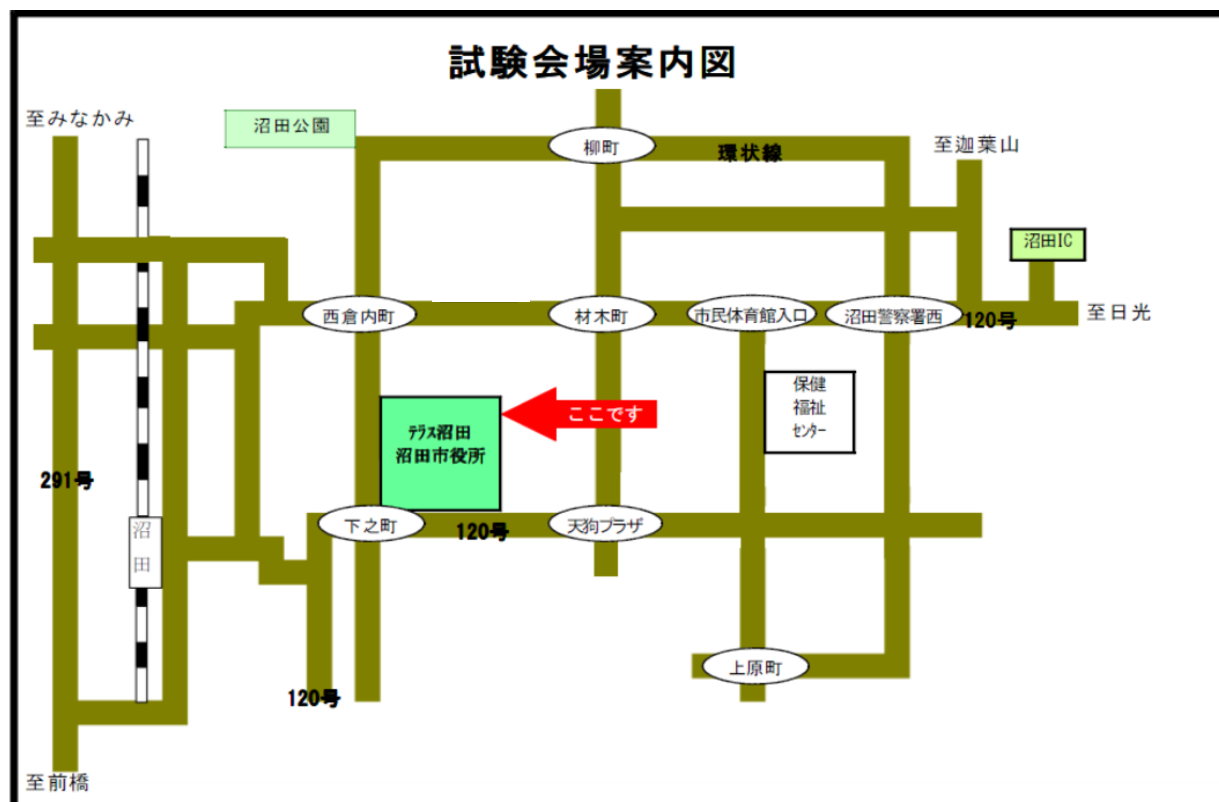 試験会場案内図
至みなかみ
沼田公園
柳町
環状線
至迦葉山
沼田IC
西倉内町
材木町
市民体育館入口
沼田警察署西
120号
至日光
保健
福祉
センター
ここです
テラス沼田
沼田市役所
291号
下之町
120号
天狗プラザ
沼
田
上原町
120号
至前橋